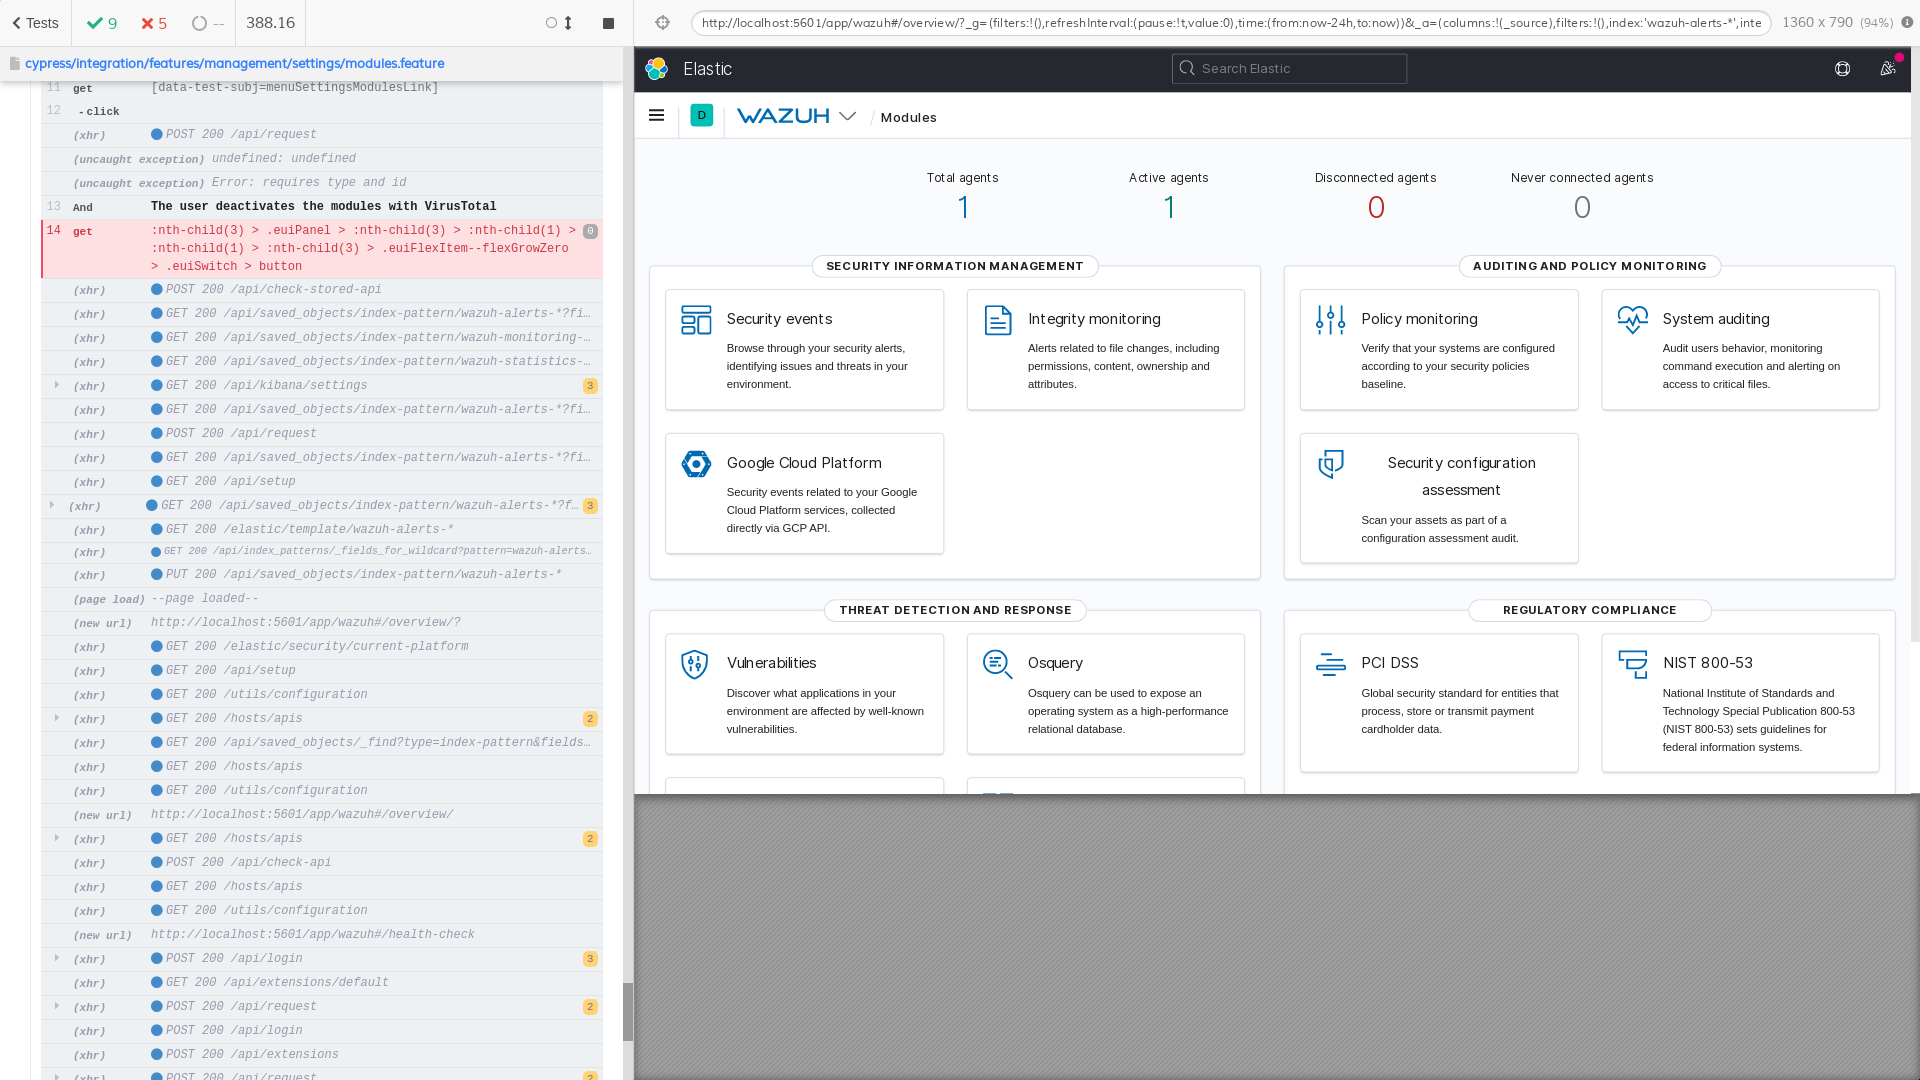 Tests
9
5
--
388.16
http://localhost:5601/app/wazuh#/overview/?_g=(filters:!(),refreshInterval:(pause:!t,value:0),time:(from:now-24h,to:now))&_a=(columns:!(_source),filters:!(),index:'wazuh-alerts-*',inte
1360 x 790 (94%)
cypress/integration/features/management/settings/modules.feature
11 get [data-test-subj=menuSettingsModulesLink]
12 -click
(xhr) POST 200 /api/request
(uncaught exception) undefined: undefined
(uncaught exception) Error: requires type and id
13 And The user deactivates the modules with VirusTotal
14 get :nth-child(3) > .euiPanel > :nth-child(3) > :nth-child(1) > 0
:nth-child(1) > :nth-child(3) > .euiFlexItem--flexGrowZero
> .euiSwitch > button
(xhr) POST 200 /api/check-stored-api
(xhr) GET 200 /api/saved_objects/index-pattern/wazuh-alerts-*?fi…
(xhr) GET 200 /api/saved_objects/index-pattern/wazuh-monitoring-…
(xhr) GET 200 /api/saved_objects/index-pattern/wazuh-statistics-…
(xhr) GET 200 /api/kibana/settings 3
(xhr) GET 200 /api/saved_objects/index-pattern/wazuh-alerts-*?fi…
(xhr) POST 200 /api/request
(xhr) GET 200 /api/saved_objects/index-pattern/wazuh-alerts-*?fi…
(xhr) GET 200 /api/setup
(xhr) GET 200 /api/saved_objects/index-pattern/wazuh-alerts-*?f… 3
(xhr) GET 200 /elastic/template/wazuh-alerts-*
(xhr) GET 200 /api/index_patterns/_fields_for_wildcard?pattern=wazuh-alerts…
(xhr) PUT 200 /api/saved_objects/index-pattern/wazuh-alerts-*
(page load) --page loaded--
(new url) http://localhost:5601/app/wazuh#/overview/?
(xhr) GET 200 /elastic/security/current-platform
(xhr) GET 200 /api/setup
(xhr) GET 200 /utils/configuration
(xhr) GET 200 /hosts/apis 2
(xhr) GET 200 /api/saved_objects/_find?type=index-pattern&fields…
(xhr) GET 200 /hosts/apis
(xhr) GET 200 /utils/configuration
(new url) http://localhost:5601/app/wazuh#/overview/
(xhr) GET 200 /hosts/apis 2
(xhr) POST 200 /api/check-api
(xhr) GET 200 /hosts/apis
(xhr) GET 200 /utils/configuration
(new url) http://localhost:5601/app/wazuh#/health-check
(xhr) POST 200 /api/login 3
(xhr) GET 200 /api/extensions/default
(xhr) POST 200 /api/request 2
(xhr) POST 200 /api/login
(xhr) POST 200 /api/extensions
(xhr) POST 200 /api/request 2
Elastic
Search Elastic
D
WAZUH
/ Modules
Total agents
1
Active agents
1
Disconnected agents
0
Never connected agents
0
SECURITY INFORMATION MANAGEMENT
Security events
Browse through your security alerts,
identifying issues and threats in your
environment.
Integrity monitoring
Alerts related to file changes, including
permissions, content, ownership and
attributes.
Google Cloud Platform
Security events related to your Google
Cloud Platform services, collected
directly via GCP API.
AUDITING AND POLICY MONITORING
Policy monitoring
Verify that your systems are configured
according to your security policies
baseline.
System auditing
Audit users behavior, monitoring
command execution and alerting on
access to critical files.
Security configuration
assessment
Scan your assets as part of a
configuration assessment audit.
THREAT DETECTION AND RESPONSE
Vulnerabilities
Discover what applications in your
environment are affected by well-known
vulnerabilities.
Osquery
Osquery can be used to expose an
operating system as a high-performance
relational database.
REGULATORY COMPLIANCE
PCI DSS
Global security standard for entities that
process, store or transmit payment
cardholder data.
NIST 800-53
National Institute of Standards and
Technology Special Publication 800-53
(NIST 800-53) sets guidelines for
federal information systems.